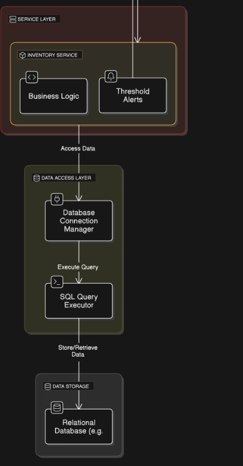 SERVICE LAYER
INVENTORY SERVICE
Business Logic
Threshold
Alerts
Access Data
DATA ACCESS LAYER
Database
Connection
Manager
Execute Query
SQL Query
Executor
Store/Retrieve
Data
DATA STORAGE
Relational
Database (e.g.